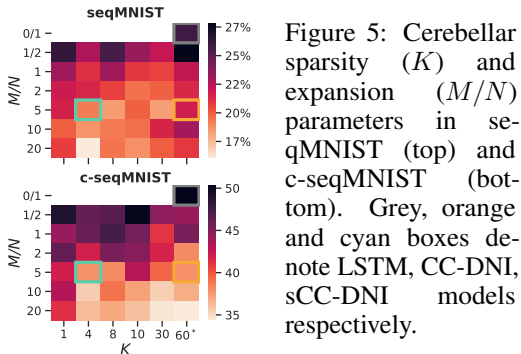 seqMNIST
0/1
1/2
1
2
5
10
20
M/N
27%
25%
23%
21%
19%
17%
c-seqMNIST
0/1
1/2
1
2
5
10
20
M/N
50
45
40
35
1 4 8 10 30 60*
K
Figure 5: Cerebellar
sparsity (K) and
expansion (M/N)
parameters in se-
qMNIST (top) and
c-seqMNIST (bot-
tom). Grey, orange
and cyan boxes de-
note LSTM, CC-DNI,
sCC-DNI models
respectively.